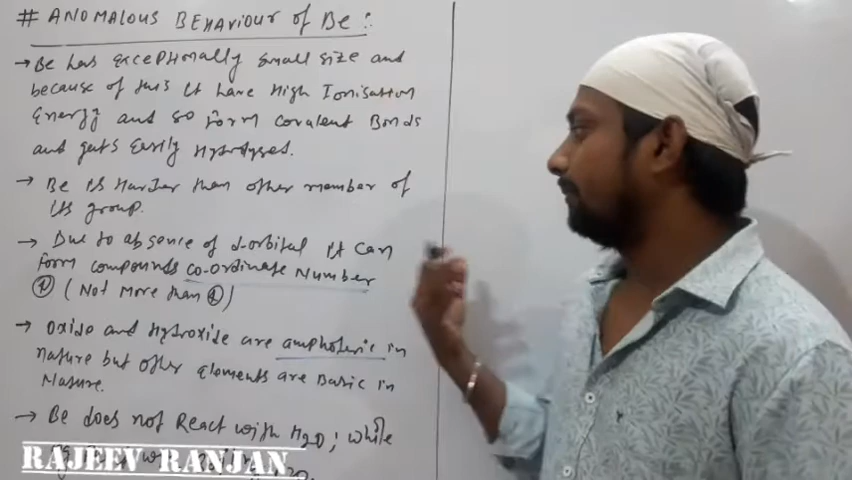 # ANOMALOUS BEHAVIOUR of Be :
→ Be has exceptionally small size and
because of this it have High Ionisation
Energy and so form covalent Bonds
and gets Easily Hydrolysed.
→ Be is Harder than other member of
its group.
→ Due to absence of d-orbital it can
form compounds co-ordinate Number
④ (Not more than ④)
→ Oxide and Hydroxide are amphoteric in
nature but other Elements are Basic in
Nature.
→ Be does not React with H2O; while
RAJEEV RANJAN